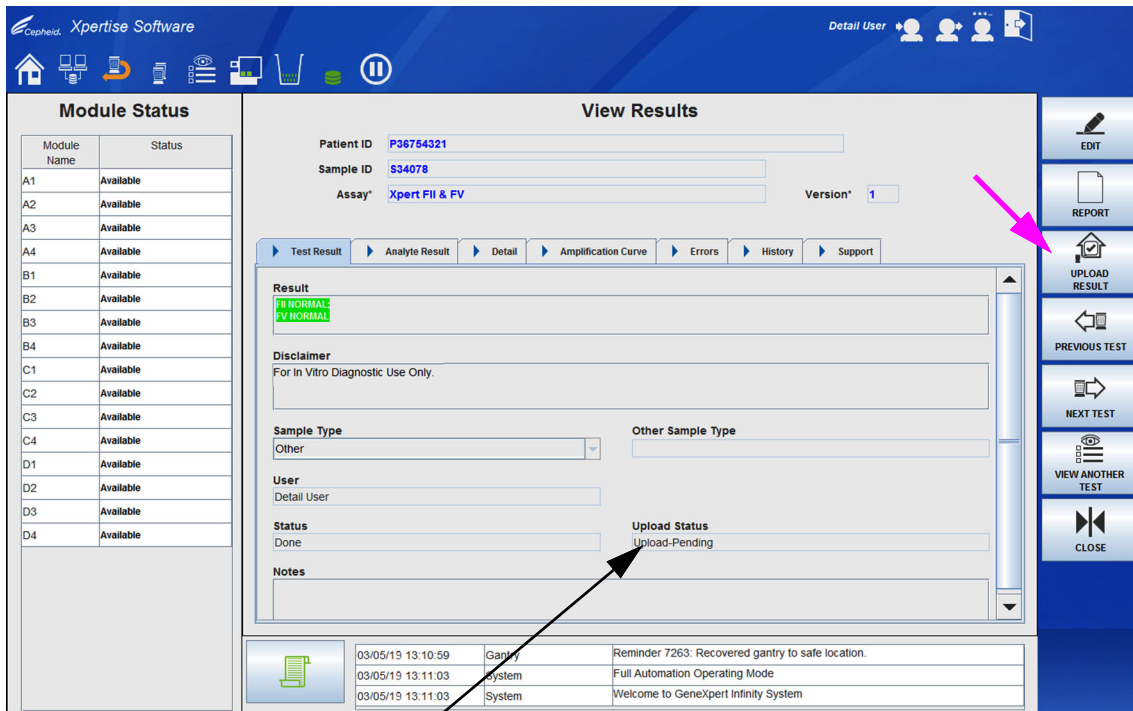 Cepheid. Xpertise Software
Detail User
Module Status
Module Name Status
A1 Available
A2 Available
A3 Available
A4 Available
B1 Available
B2 Available
B3 Available
B4 Available
C1 Available
C2 Available
C3 Available
C4 Available
D1 Available
D2 Available
D3 Available
D4 Available
View Results
Patient ID P36754321
Sample ID S34078
Assay* Xpert FII & FV Version* 1
Test Result Analyte Result Detail Amplification Curve Errors History Support
Result
FII NORMAL;
FV NORMAL
Disclaimer
For In Vitro Diagnostic Use Only.
Sample Type Other Sample Type
Other
User
Detail User
Status Upload Status
Done Upload-Pending
Notes
03/05/19 13:10:59 Gantry Reminder 7263: Recovered gantry to safe location.
03/05/19 13:11:03 System Full Automation Operating Mode
03/05/19 13:11:03 System Welcome to GeneXpert Infinity System
EDIT
REPORT
UPLOAD
RESULT
PREVIOUS TEST
NEXT TEST
VIEW ANOTHER
TEST
CLOSE